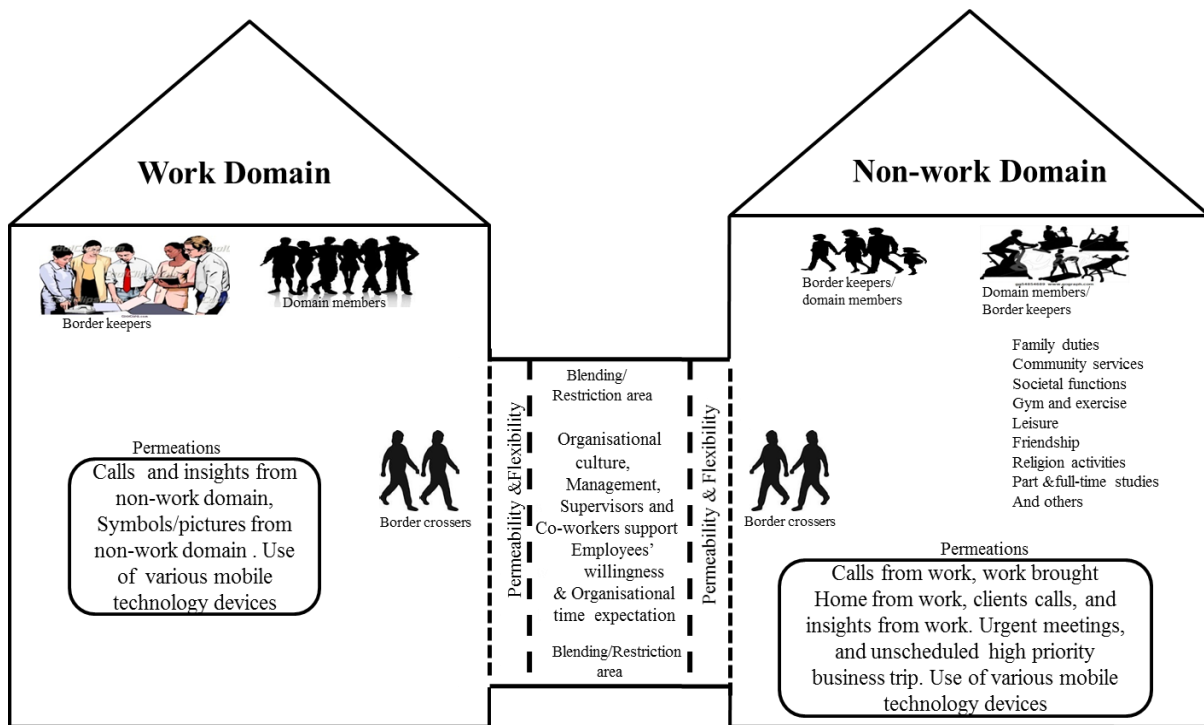 Work Domain
Border keepers
Domain members
Permeations
Calls and insights from
non-work domain,
Symbols/pictures from
non-work domain . Use
of various mobile
technology devices
Border crossers
Permeability &Flexibility
Blending/
Restriction area
Organisational
culture,
Management,
Supervisors and
Co-workers support
Employees’
willingness
& Organisational
time expectation
Blending/Restriction
area
Permeability & Flexibility
Non-work Domain
Border keepers/
domain members
Domain members/
Border keepers
Family duties
Community services
Societal functions
Gym and exercise
Leisure
Friendship
Religion activities
Part &full-time studies
And others
Border crossers
Permeations
Calls from work, work brought
Home from work, clients calls, and
insights from work. Urgent meetings,
and unscheduled high priority
business trip. Use of various mobile
technology devices